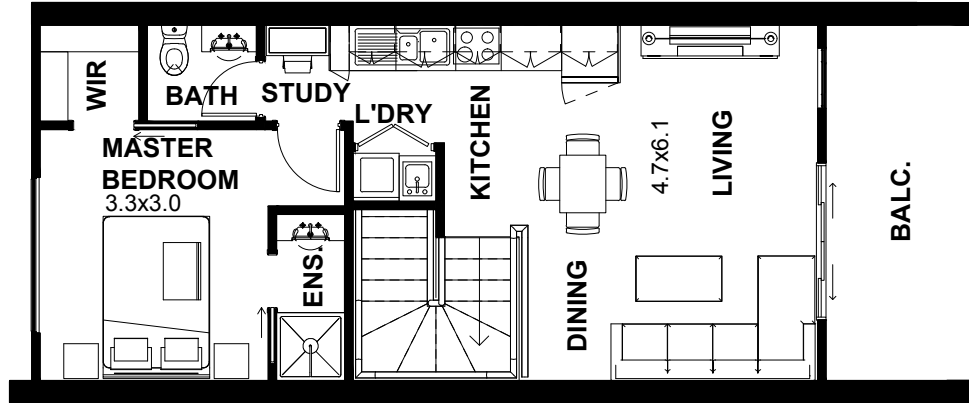 WIR
BATH
STUDY
L'DRY
KITCHEN
MASTER
BEDROOM
3.3x3.0
ENS.
DINING
4.7x6.1
LIVING
BALC.